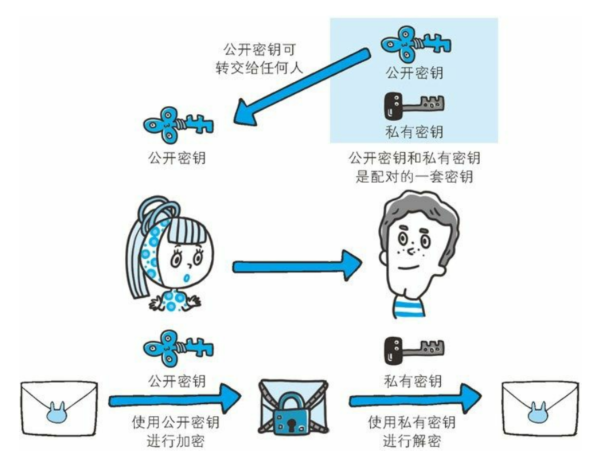 公开密钥可
转交给任何人
公开密钥
私有密钥
公开密钥
公开密钥和私有密钥
是配对的一套密钥
公开密钥
私有密钥
使用公开密钥
进行加密
使用私有密钥
进行解密